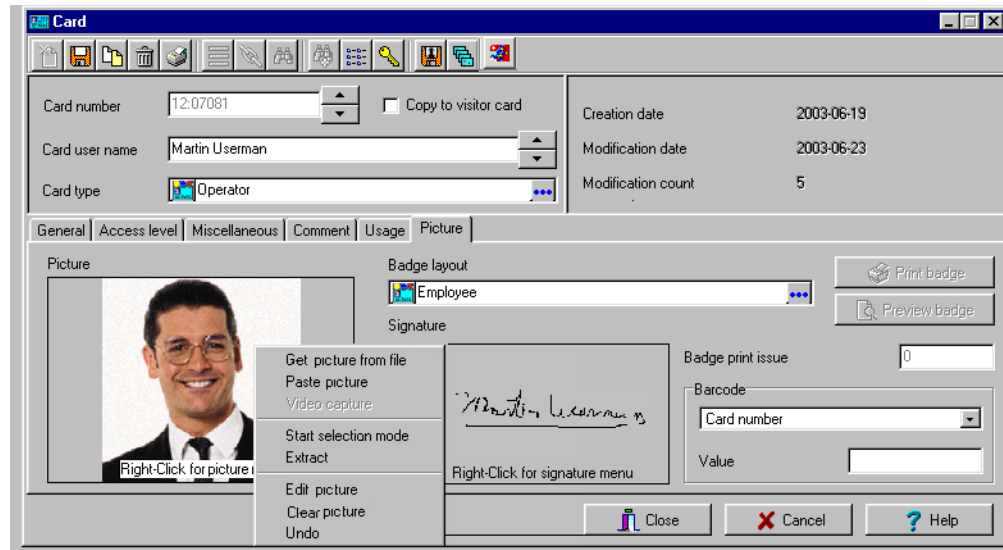 Card
Card number 12:07081 Copy to visitor card
Card user name Martin Userman
Card type Operator
Creation date 2003-06-19
Modification date 2003-06-23
Modification count 5
General Access level Miscellaneous Comment Usage Picture
Picture
Right-Click for picture
Get picture from file
Paste picture
Video capture
Start selection mode
Extract
Edit picture
Clear picture
Undo
Badge layout
Employee
Signature
Right-Click for signature menu
Print badge
Preview badge
Badge print issue 0
Barcode
Card number
Value
Close Cancel Help